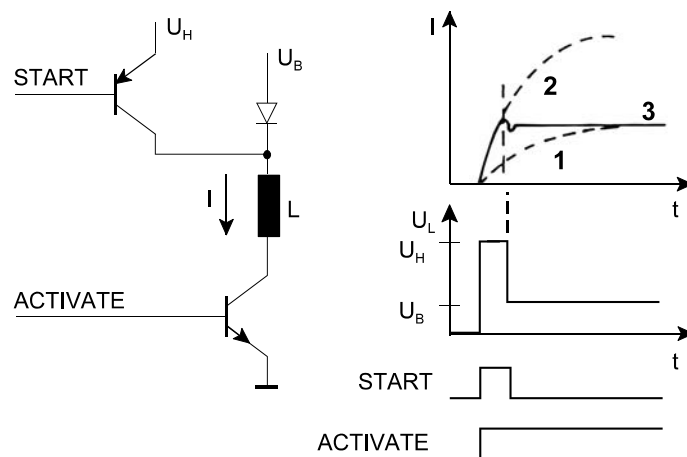 U_H
START
U_B
I
L
ACTIVATE
I
2
3
1
t
U_L
U_H
U_B
t
START
ACTIVATE